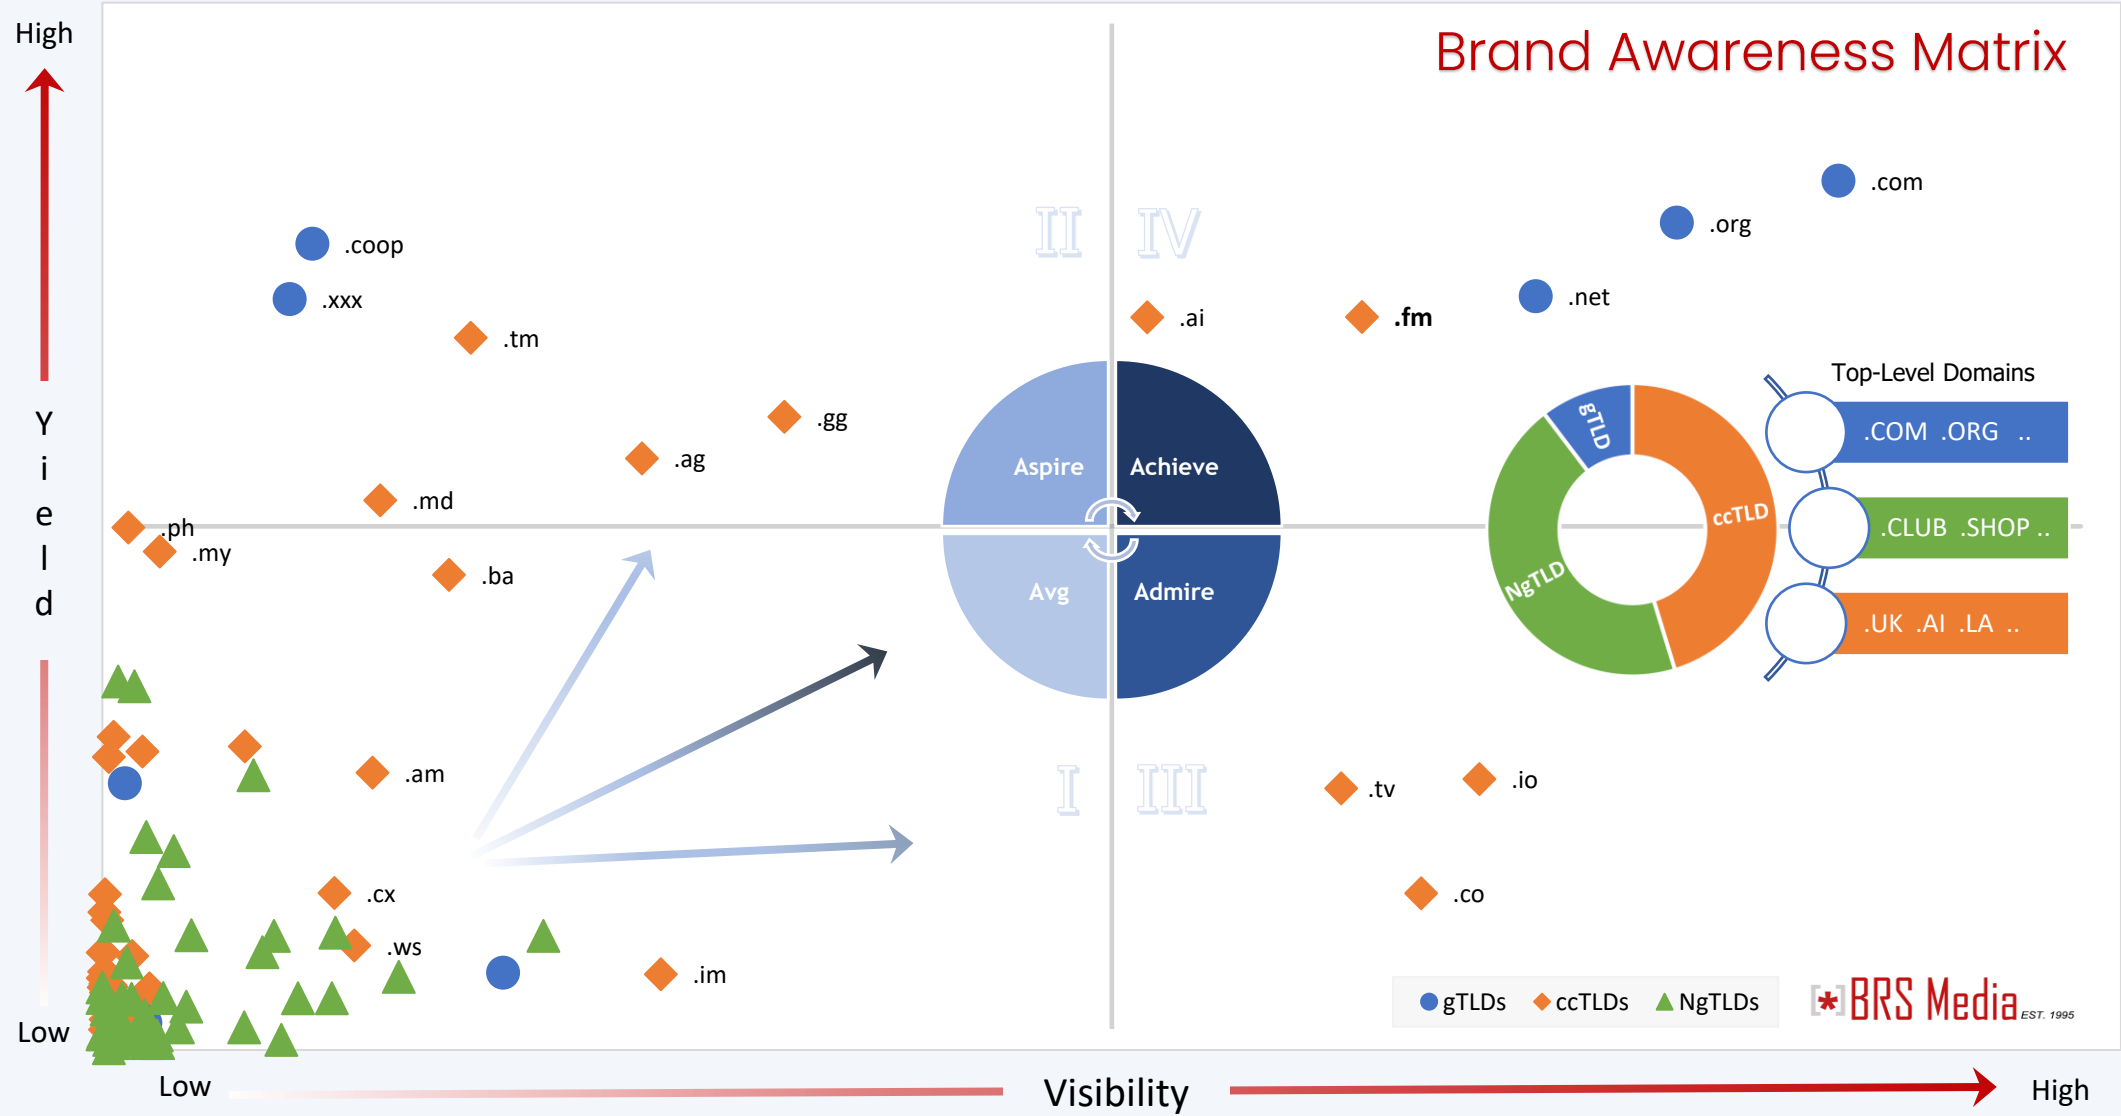 Brand Awareness Matrix
High
Y
i
e
l
d
Low
Low
Visibility
High
II
IV
I
III
.com
.org
.net
.coop
.xxx
.tm
.ai
.fm
.gg
.ag
.md
.ph
.my
.ba
.am
.cx
.ws
.im
.tv
.io
.co
Aspire
Achieve
Avg
Admire
gTLD
ccTLD
NgTLD
Top-Level Domains
.COM .ORG ..
.CLUB .SHOP ..
.UK .AI .LA ..
gTLDs ccTLDs NgTLDs
[*]BRS Media EST. 1995